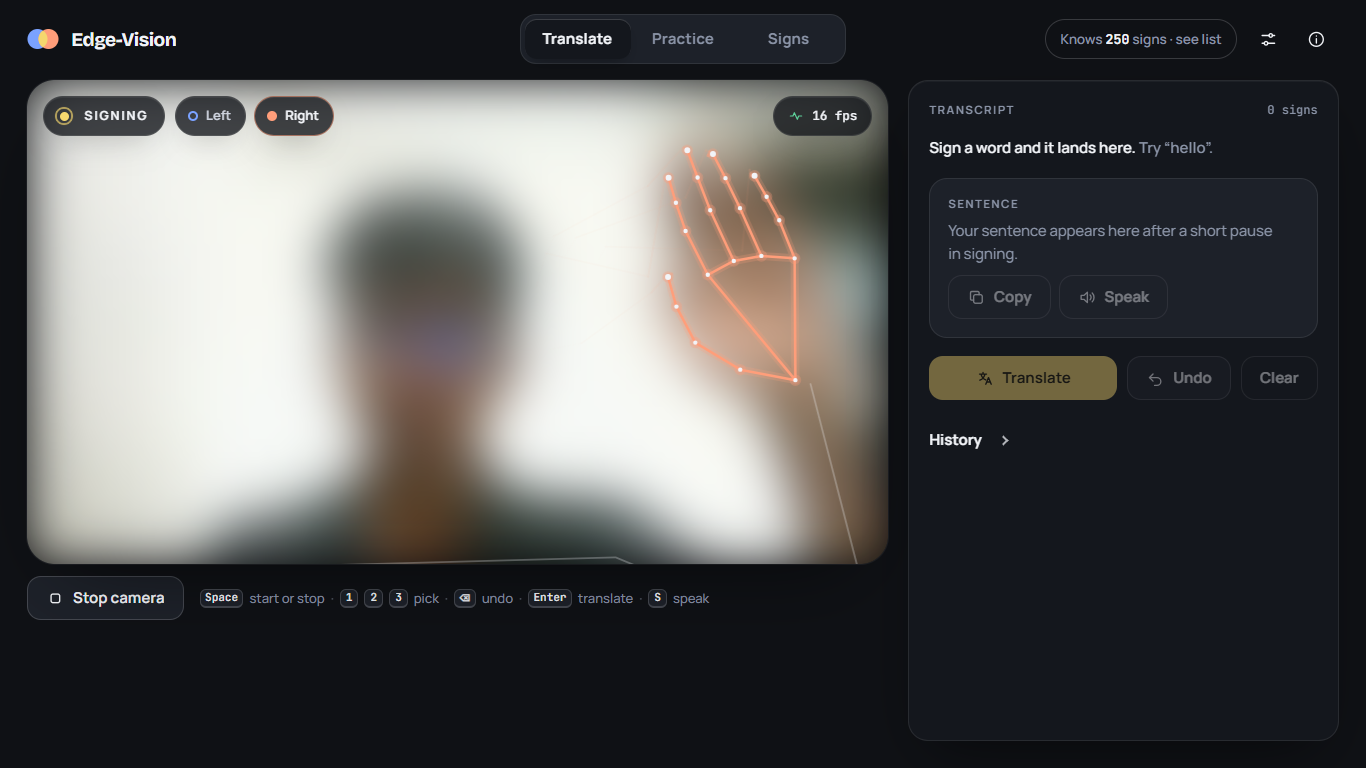 Edge-Vision
Translate
Practice
Signs
Knows 250 signs · see list
SIGNING
Left
Right
16 fps
Stop camera
Space start or stop · 1 2 3 pick · ⌫ undo · Enter translate · S speak
TRANSCRIPT
0 signs
Sign a word and it lands here. Try “hello”.
SENTENCE
Your sentence appears here after a short pause
in signing.
Copy
Speak
Translate
Undo
Clear
History